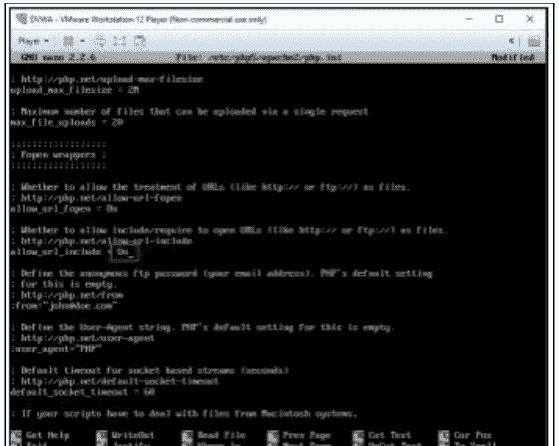 DVWA - VMware Workstation 12 Player (Non-commercial use only)
Player
GNU nano 2.2.6 File: /etc/php5/apache2/php.ini Modified
; http://php.net/upload-max-filesize
upload_max_filesize = 2M
; Maximum number of files that can be uploaded via a single request
max_file_uploads = 20
;;;;;;;;;;;;;;;;;;
; Fopen wrappers ;
;;;;;;;;;;;;;;;;;;
; Whether to allow the treatment of URLs (like http:// or ftp://) as files.
; http://php.net/allow-url-fopen
allow_url_fopen = On
; Whether to allow include/require to open URLs (like http:// or ftp://) as files.
; http://php.net/allow-url-include
allow_url_include = On
; Define the anonymous ftp password (your email address). PHP's default setting
; for this is empty.
; http://php.net/from
;from="john@doe.com"
; Define the User-Agent string. PHP's default setting for this is empty.
; http://php.net/user-agent
;user_agent="PHP"
; Default timeout for socket based streams (seconds)
; http://php.net/default-socket-timeout
default_socket_timeout = 60
; If your scripts have to deal with files from Macintosh systems,
Get Help WriteOut Read File Prev Page Cut Text Cur Pos